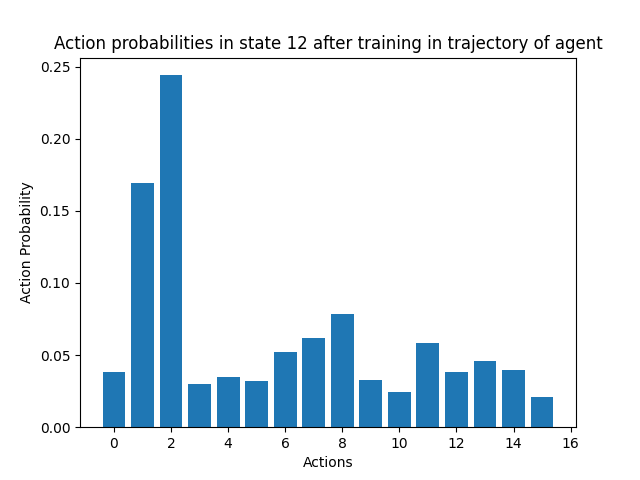 Action probabilities in state 12 after training in trajectory of agent
0.25
0.20
0.15
0.10
0.05
0.00
Action Probability
0 2 4 6 8 10 12 14 16
Actions